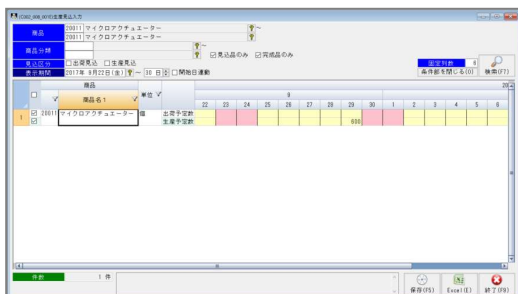 [C002_608_0010]生産見込入力
商品 20011 マイクロアクチュエーター ～
20011 マイクロアクチュエーター
商品分類 ～
☑見込品のみ ☑完成品のみ
見込区分 □出荷見込 □生産見込
固定列数 6
表示期間 2017年 9月22日(金) ～ 30 日 □開始日連動
条件部を閉じる(O) 検索(F7)
商品 20
商品名1 単位 9
22 23 24 25 26 27 28 29 30 1 2 3 4 5 6
1 20011 マイクロアクチュエーター 個 出荷予定数
生産予定数 600
件数 1 件
保存(F5) Excel(E) 終了(F9)